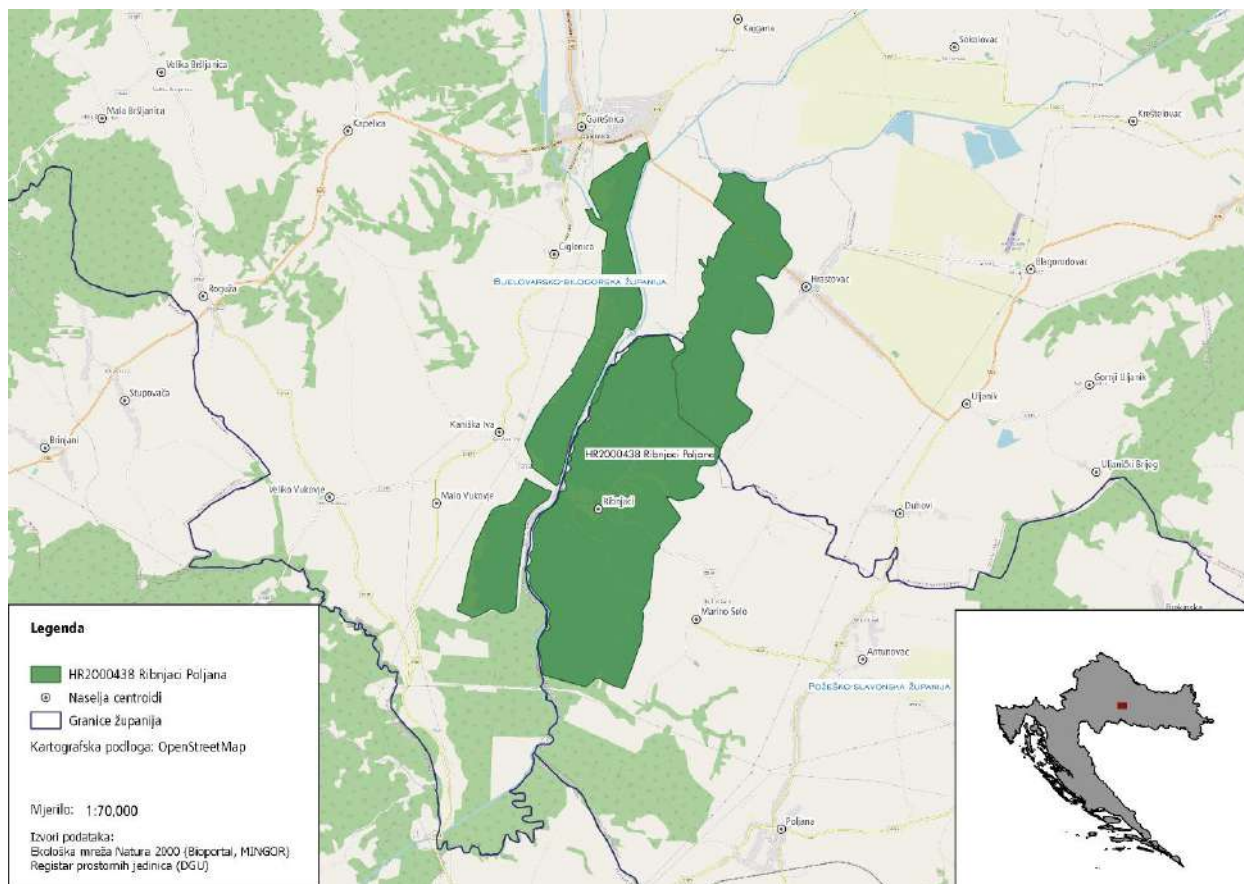 Kajgana
Sokolovac
Velika Bršljanica
Mala Bršljanica
Kreštelovac
Garešnica
Kapelica
Ciglenica
Blagorodovac
BJELOVARSKO-BILOGORSKA ŽUPANIJA
Hrastovac
Rogoža
Gornji Uljanik
Stupovača
Uljanik
Kaniška Iva
Brinjani
HR2000438 Ribnjaci Poljana
Uljanički Brijeg
Veliko Vukovje
Malo Vukovje
Ribnjaci
Duhovi
Marino Selo
Antunovac
POŽEŠKO-SLAVONSKA ŽUPANIJA
Poljana
Legenda
HR2000438 Ribnjaci Poljana
Naselja centroidi
Granice županija
Kartografska podloga: OpenStreetMap
Mjerilo: 1:70,000
Izvori podataka:
Ekološka mreža Natura 2000 (Bioportal, MINGOR)
Registar prostornih jedinica (DGU)